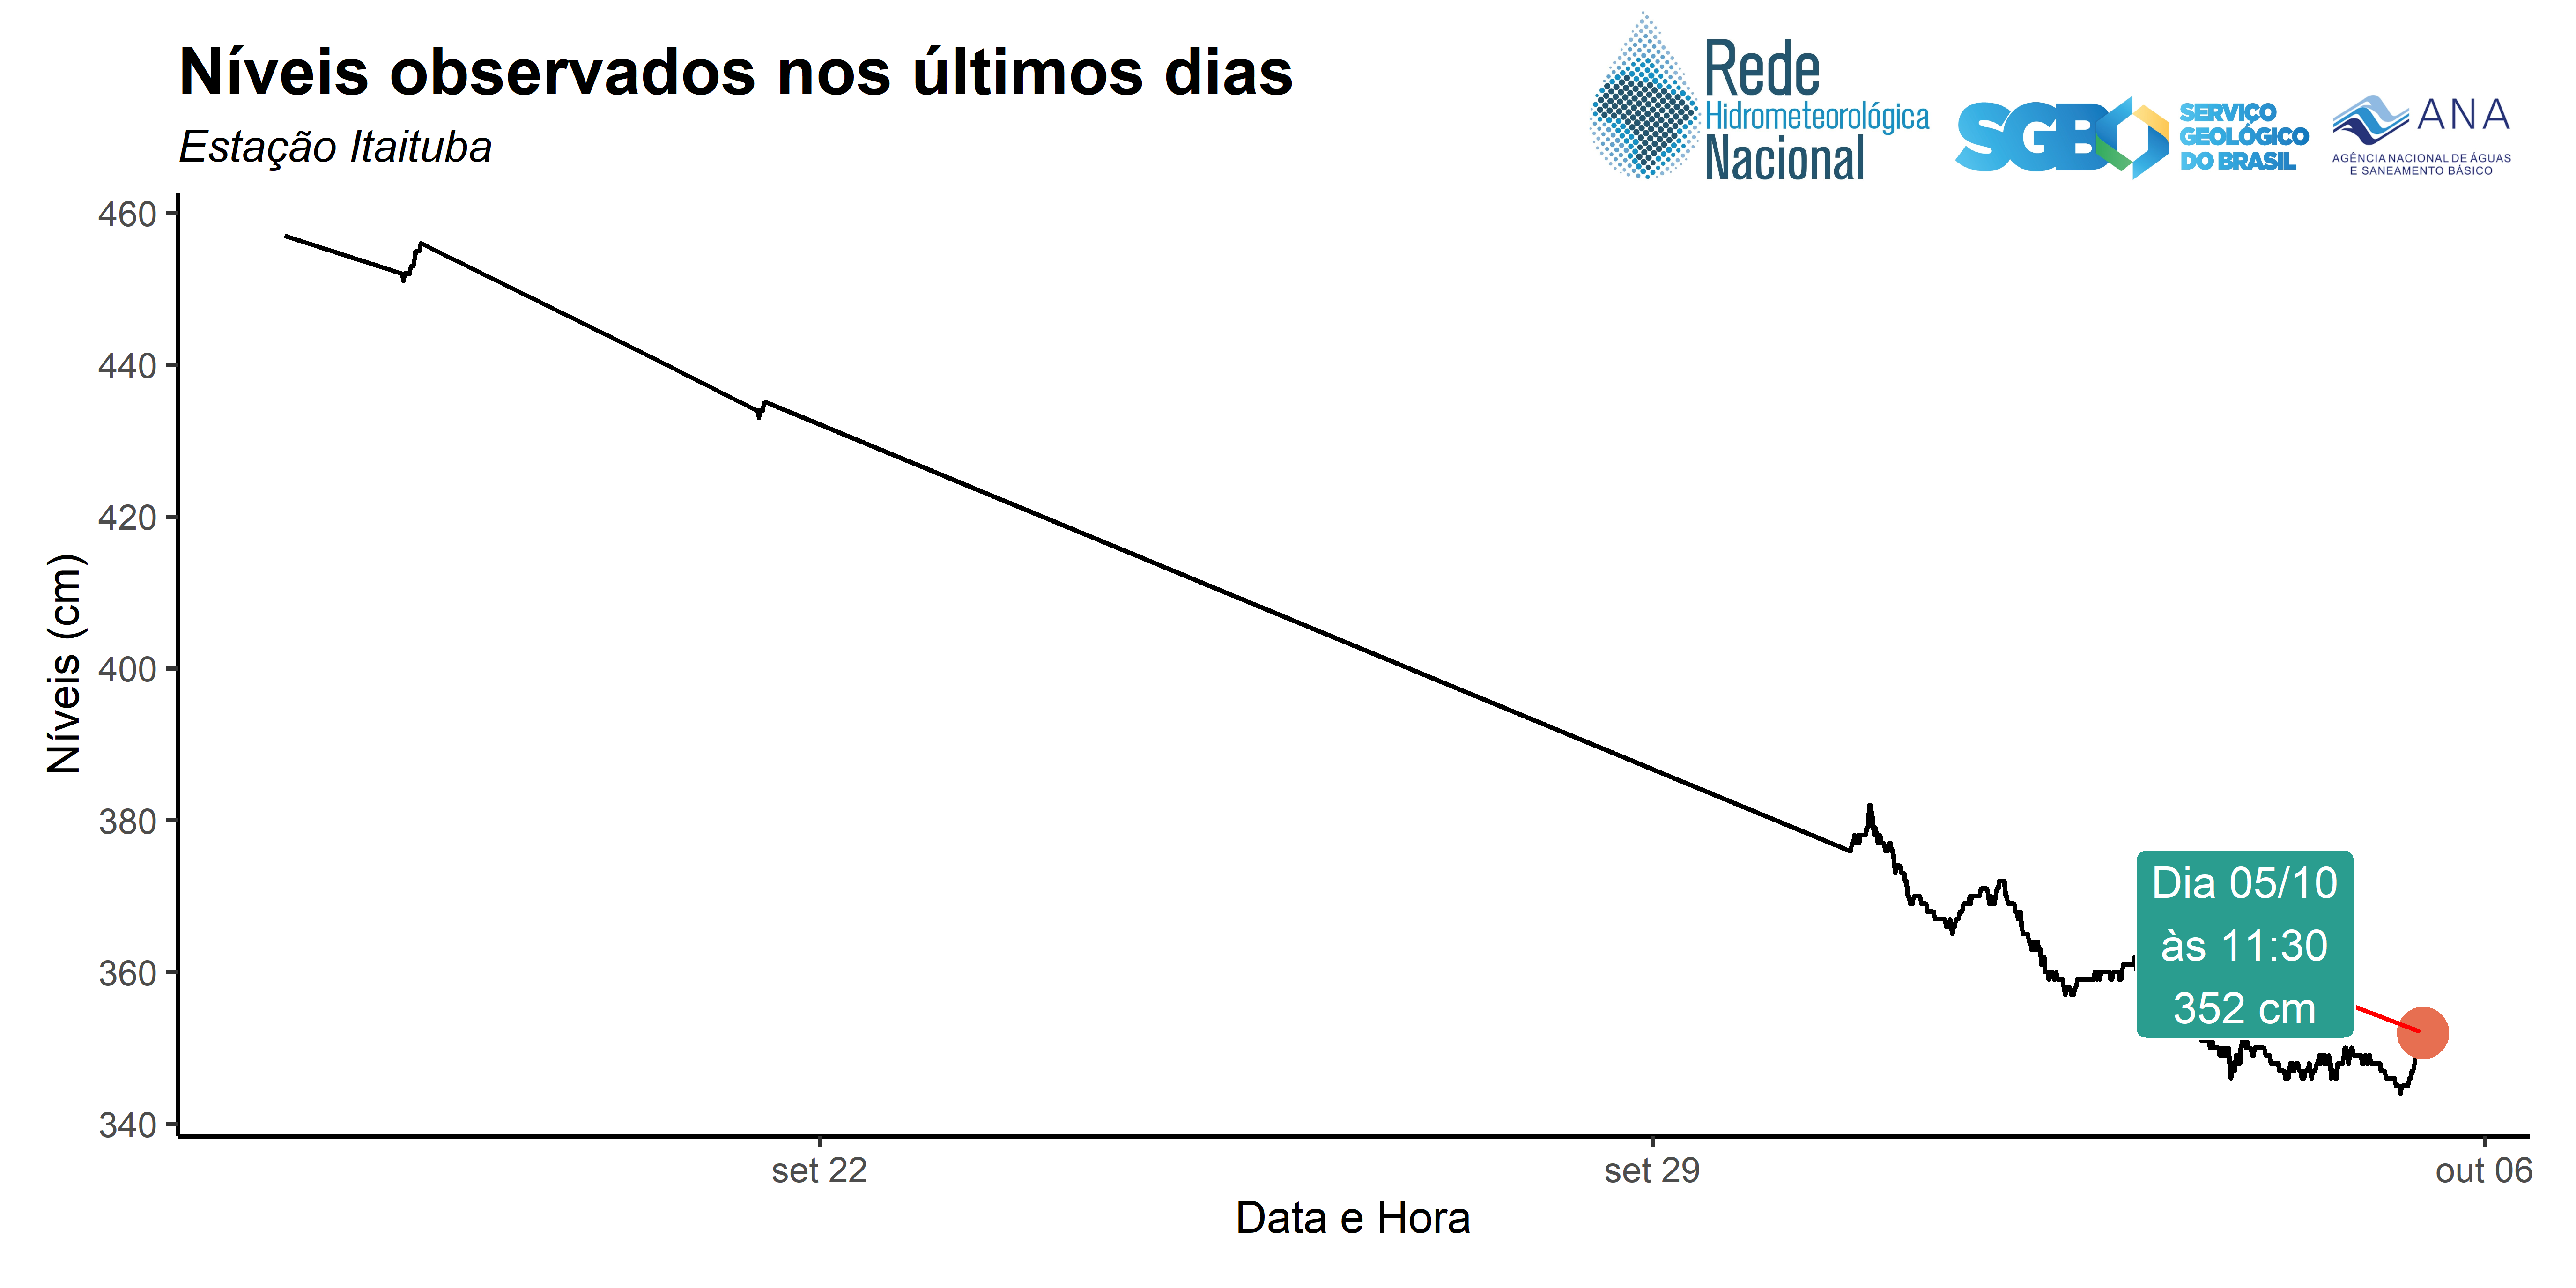 Níveis observados nos últimos dias
Estação Itaituba
Rede
Hidrometeorológica
Nacional
SGB
SERVIÇO
GEOLÓGICO
DO BRASIL
ANA
AGÊNCIA NACIONAL DE ÁGUAS
E SANEAMENTO BÁSICO
Níveis (cm)
460
440
420
400
380
360
340
Dia 05/10
às 11:30
352 cm
set 22
set 29
out 06
Data e Hora